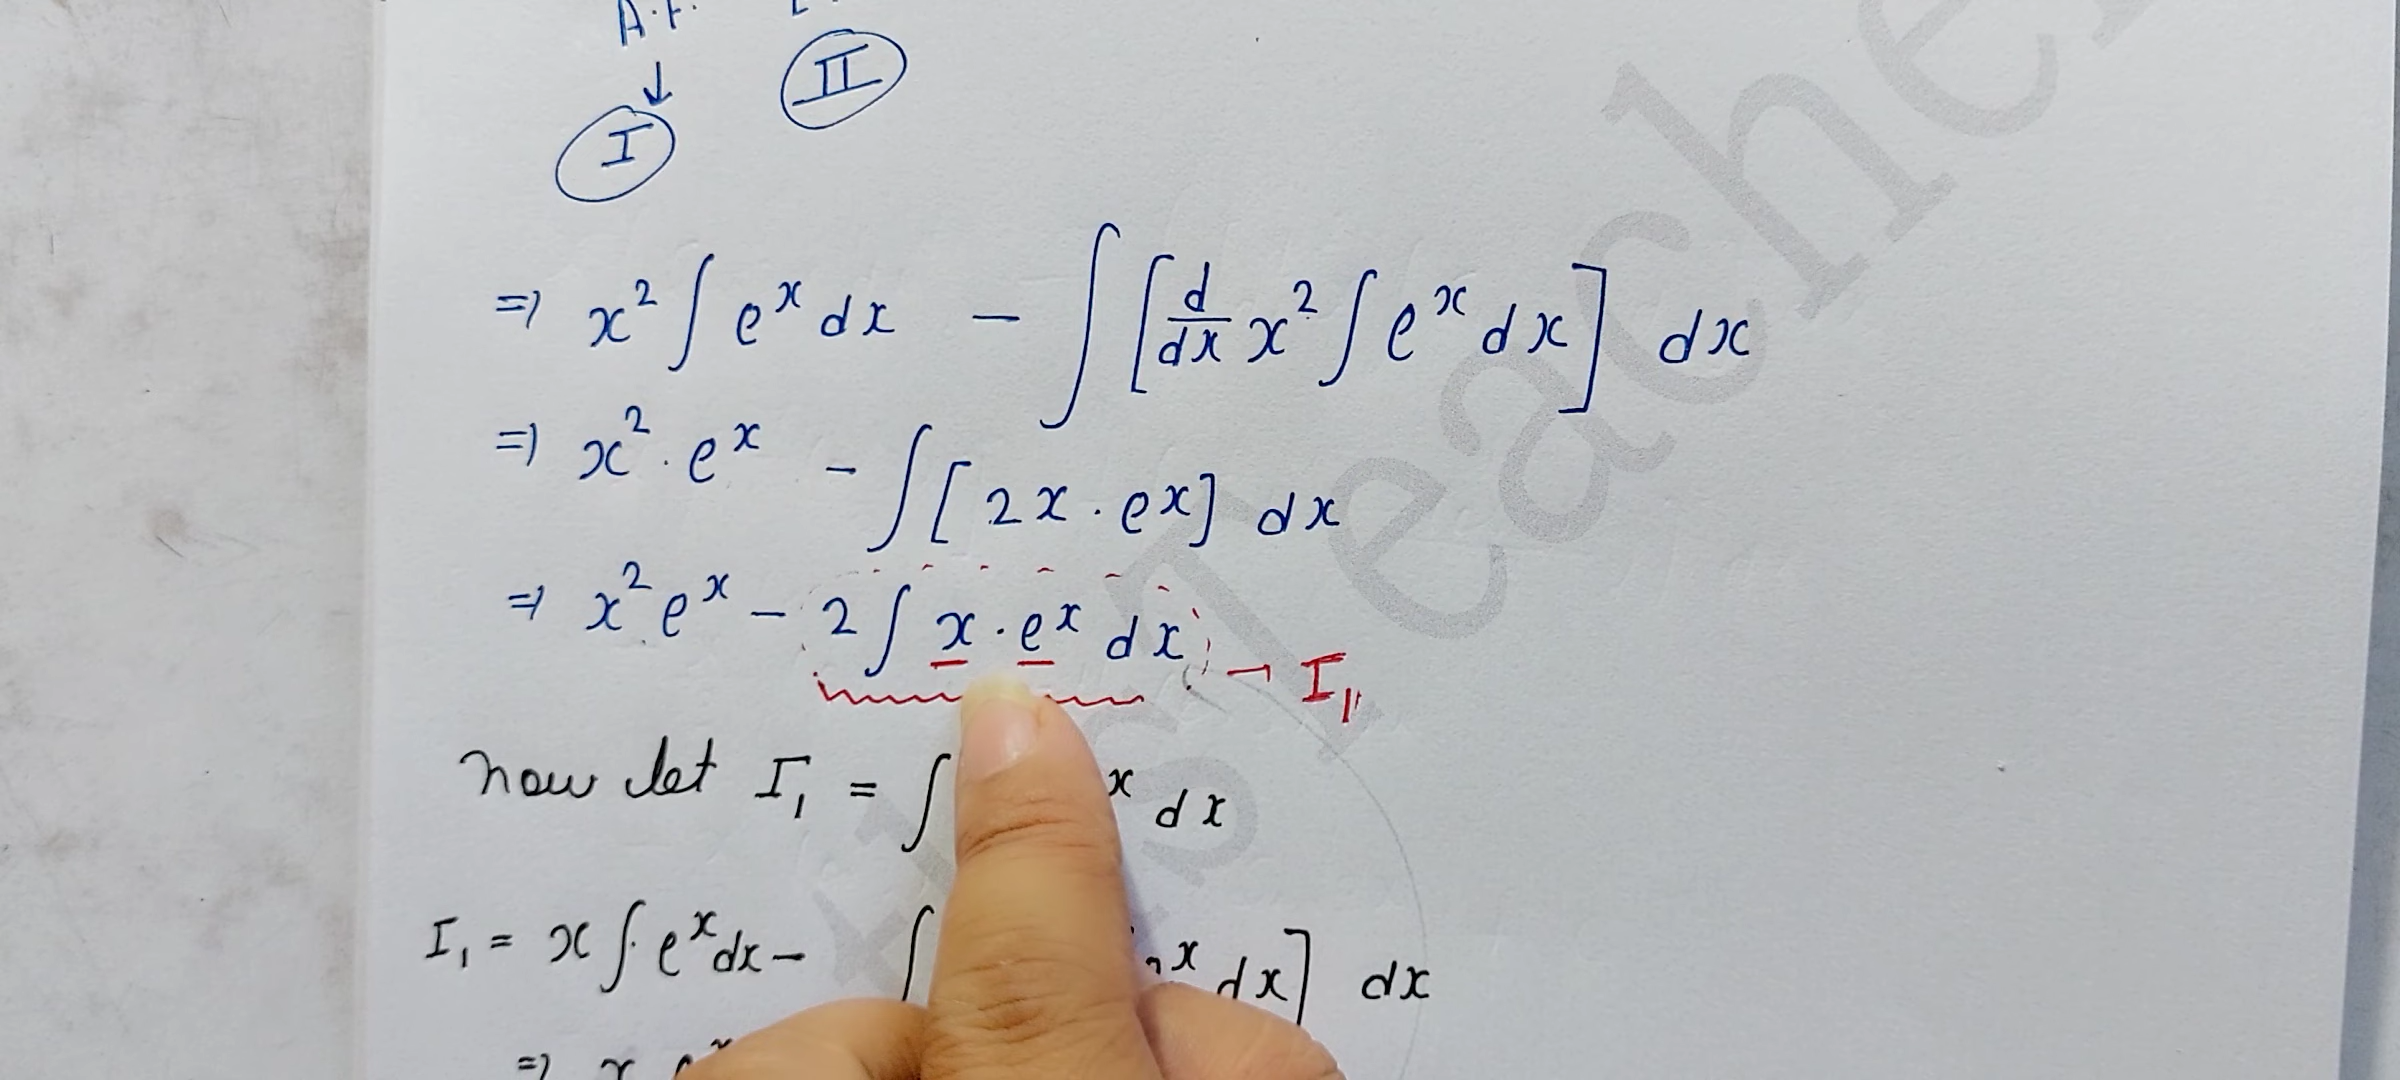 A.F.
I
II
=) x² ∫ eˣ dx - ∫ [d/dx x² ∫ eˣ dx] dx
=) x² . eˣ - ∫ [2x . eˣ] dx
=) x² eˣ - 2 ∫ x . eˣ dx → I₁
now let I₁ = ∫ x dx
I₁ = x ∫ eˣ dx - ∫ ˣ dx] dx
=) x
Teacher